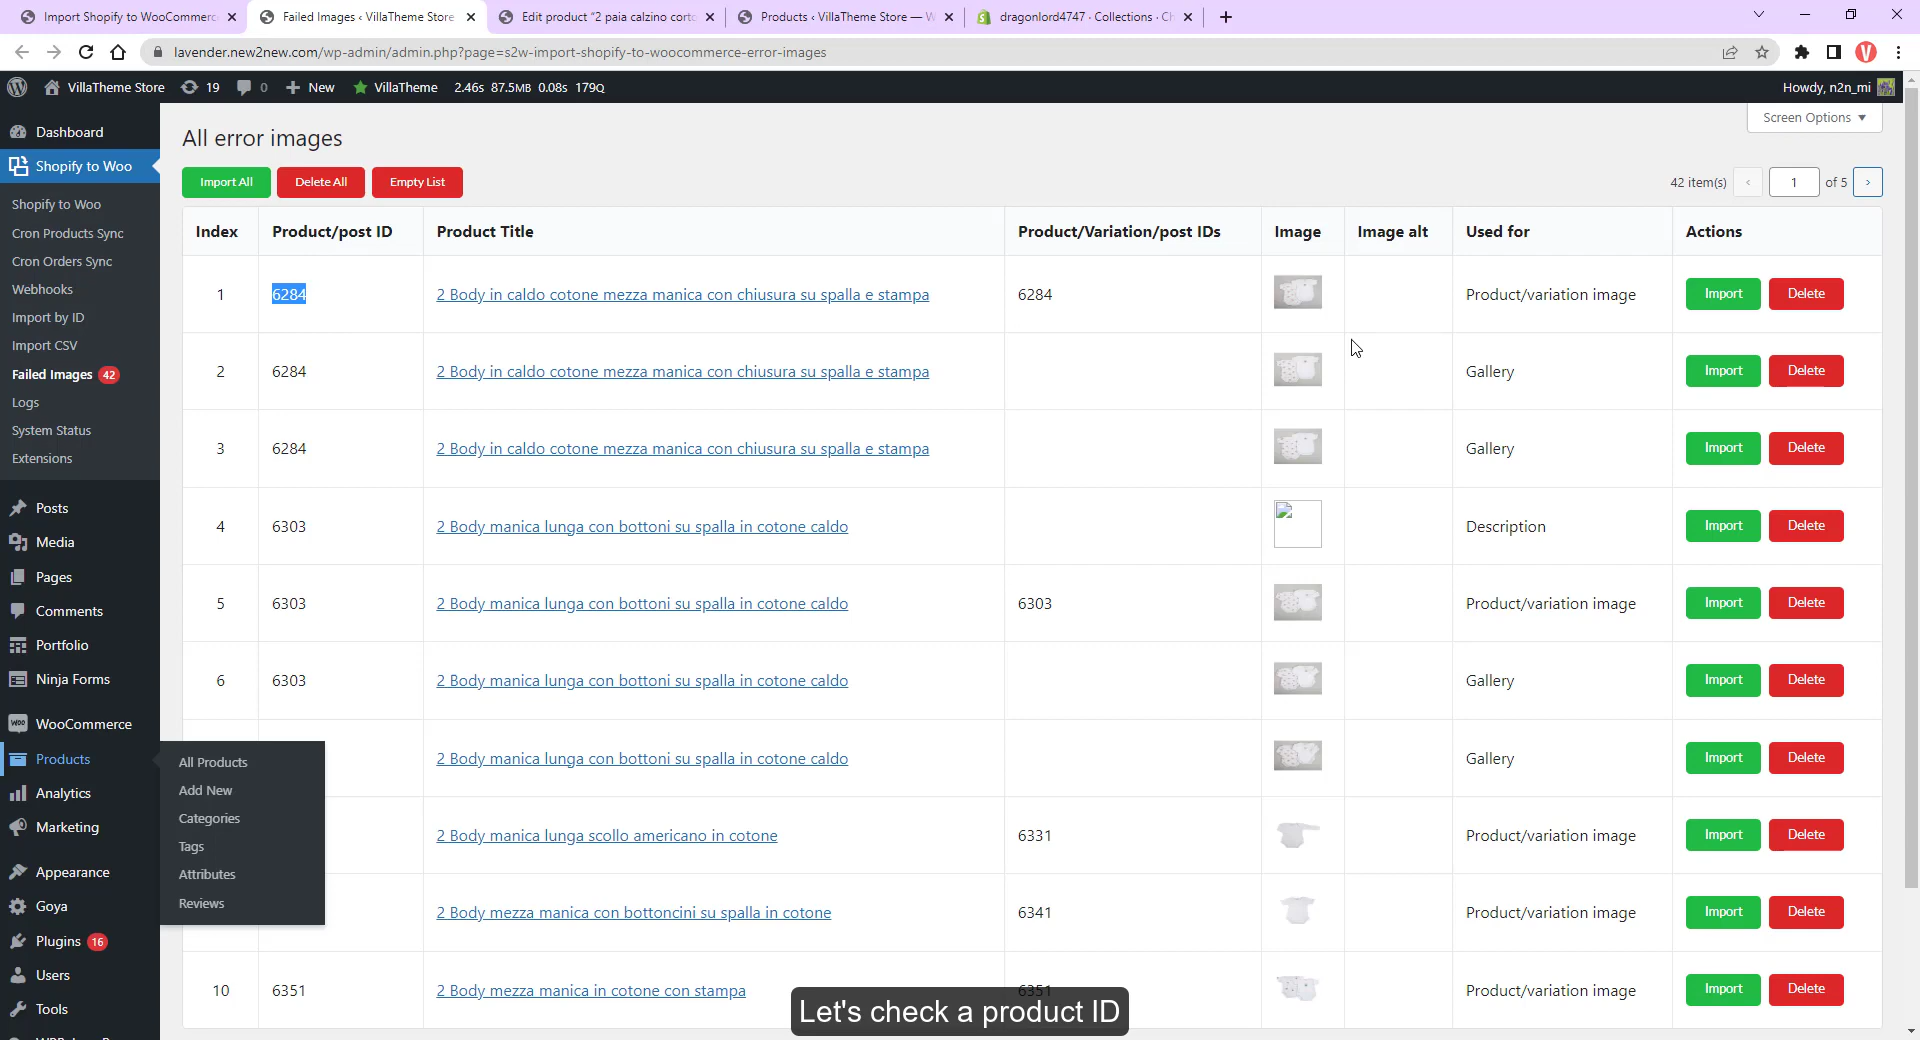 Import Shopify to WooCommerc
Failed Images ‹ VillaTheme Store
Edit product "2 paia calzino corto
Products ‹ VillaTheme Store — W
dragonlord4747 · Collections · Ch
lavender.new2new.com/wp-admin/admin.php?page=s2w-import-shopify-to-woocommerce-error-images
V
VillaTheme Store 19 0 New VillaTheme 2.46s 87.5MB 0.08s 179Q
Howdy, n2n_mi
Dashboard
Shopify to Woo
Shopify to Woo
Cron Products Sync
Cron Orders Sync
Webhooks
Import by ID
Import CSV
Failed Images 42
Logs
System Status
Extensions
Posts
Media
Pages
Comments
Portfolio
Ninja Forms
WooCommerce
Products
Analytics
Marketing
Appearance
Goya
Plugins 16
Users
Tools
All Products
Add New
Categories
Tags
Attributes
Reviews
Screen Options
All error images
Import All Delete All Empty List
42 item(s) ‹ 1 of 5 ›
Index Product/post ID Product Title Product/Variation/post IDs Image Image alt Used for Actions
1 6284 2 Body in caldo cotone mezza manica con chiusura su spalla e stampa 6284 Product/variation image Import Delete
2 6284 2 Body in caldo cotone mezza manica con chiusura su spalla e stampa Gallery Import Delete
3 6284 2 Body in caldo cotone mezza manica con chiusura su spalla e stampa Gallery Import Delete
4 6303 2 Body manica lunga con bottoni su spalla in cotone caldo Description Import Delete
5 6303 2 Body manica lunga con bottoni su spalla in cotone caldo 6303 Product/variation image Import Delete
6 6303 2 Body manica lunga con bottoni su spalla in cotone caldo Gallery Import Delete
2 Body manica lunga con bottoni su spalla in cotone caldo Gallery Import Delete
2 Body manica lunga scollo americano in cotone 6331 Product/variation image Import Delete
2 Body mezza manica con bottoncini su spalla in cotone 6341 Product/variation image Import Delete
10 6351 2 Body mezza manica in cotone con stampa 6351 Product/variation image Import Delete
Let's check a product ID